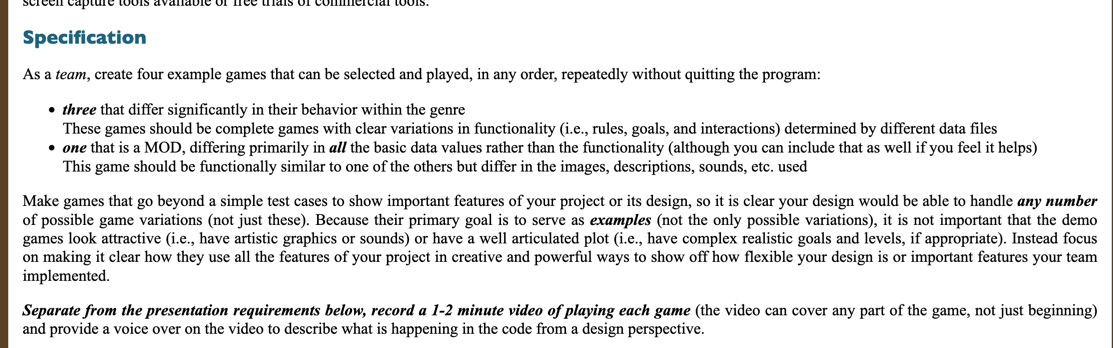 screen capture tools available or free trials of commercial tools.
Specification
As a team, create four example games that can be selected and played, in any order, repeatedly without quitting the program:
• three that differ significantly in their behavior within the genre
These games should be complete games with clear variations in functionality (i.e., rules, goals, and interactions) determined by different data files
• one that is a MOD, differing primarily in all the basic data values rather than the functionality (although you can include that as well if you feel it helps)
This game should be functionally similar to one of the others but differ in the images, descriptions, sounds, etc. used
Make games that go beyond a simple test cases to show important features of your project or its design, so it is clear your design would be able to handle any number
of possible game variations (not just these). Because their primary goal is to serve as examples (not the only possible variations), it is not important that the demo
games look attractive (i.e., have artistic graphics or sounds) or have a well articulated plot (i.e., have complex realistic goals and levels, if appropriate). Instead focus
on making it clear how they use all the features of your project in creative and powerful ways to show off how flexible your design is or important features your team
implemented.
Separate from the presentation requirements below, record a 1-2 minute video of playing each game (the video can cover any part of the game, not just beginning)
and provide a voice over on the video to describe what is happening in the code from a design perspective.